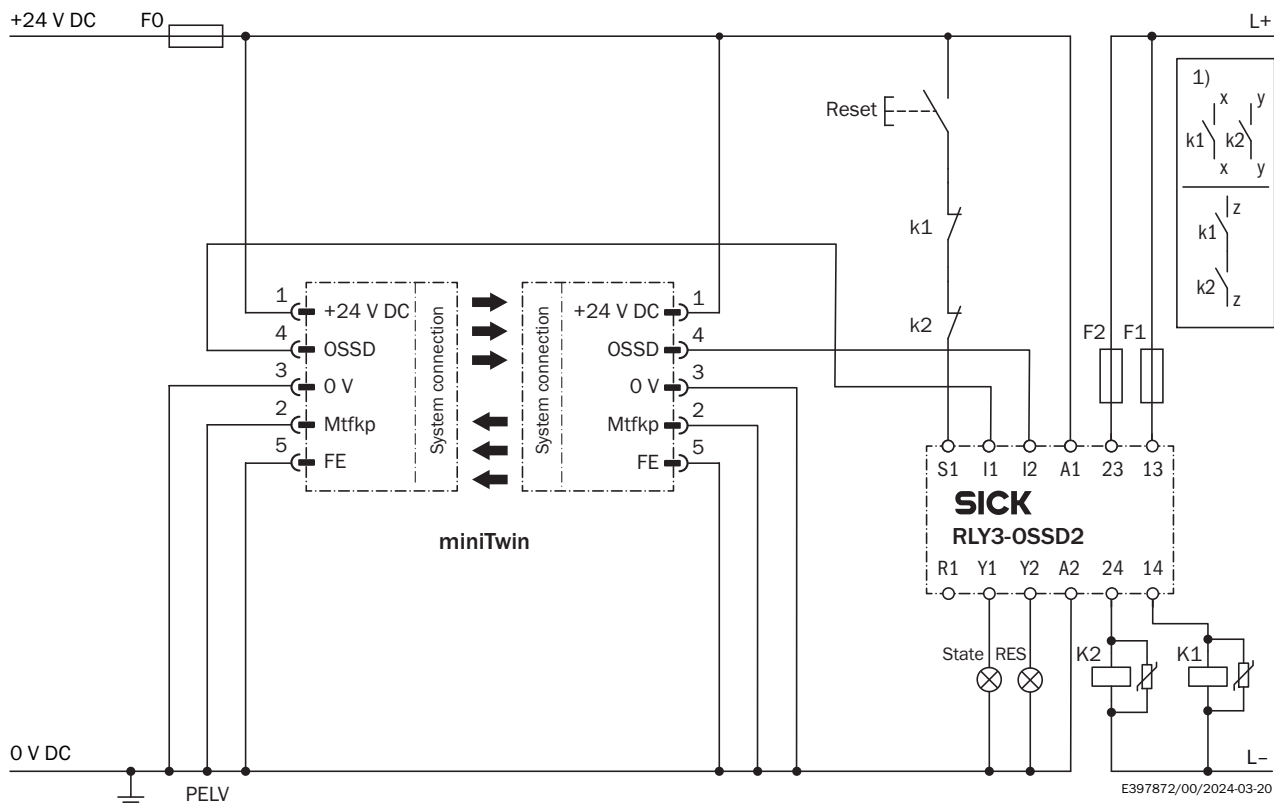 +24 V DC
F0
L+
Reset
1)
x y
k1 k2
x y
z
k1
k2
z
k1
k2
F2 F1
1 +24 V DC
4 OSSD
3 0 V
2 Mtfkp
5 FE
System connection
System connection
+24 V DC 1
OSSD 4
0 V 3
Mtfkp 2
FE 5
miniTwin
S1 I1 I2 A1 23 13
SICK
RLY3-OSSD2
R1 Y1 Y2 A2 24 14
State RES K2 K1
0 V DC
PELV
L–
E397872/00/2024-03-20